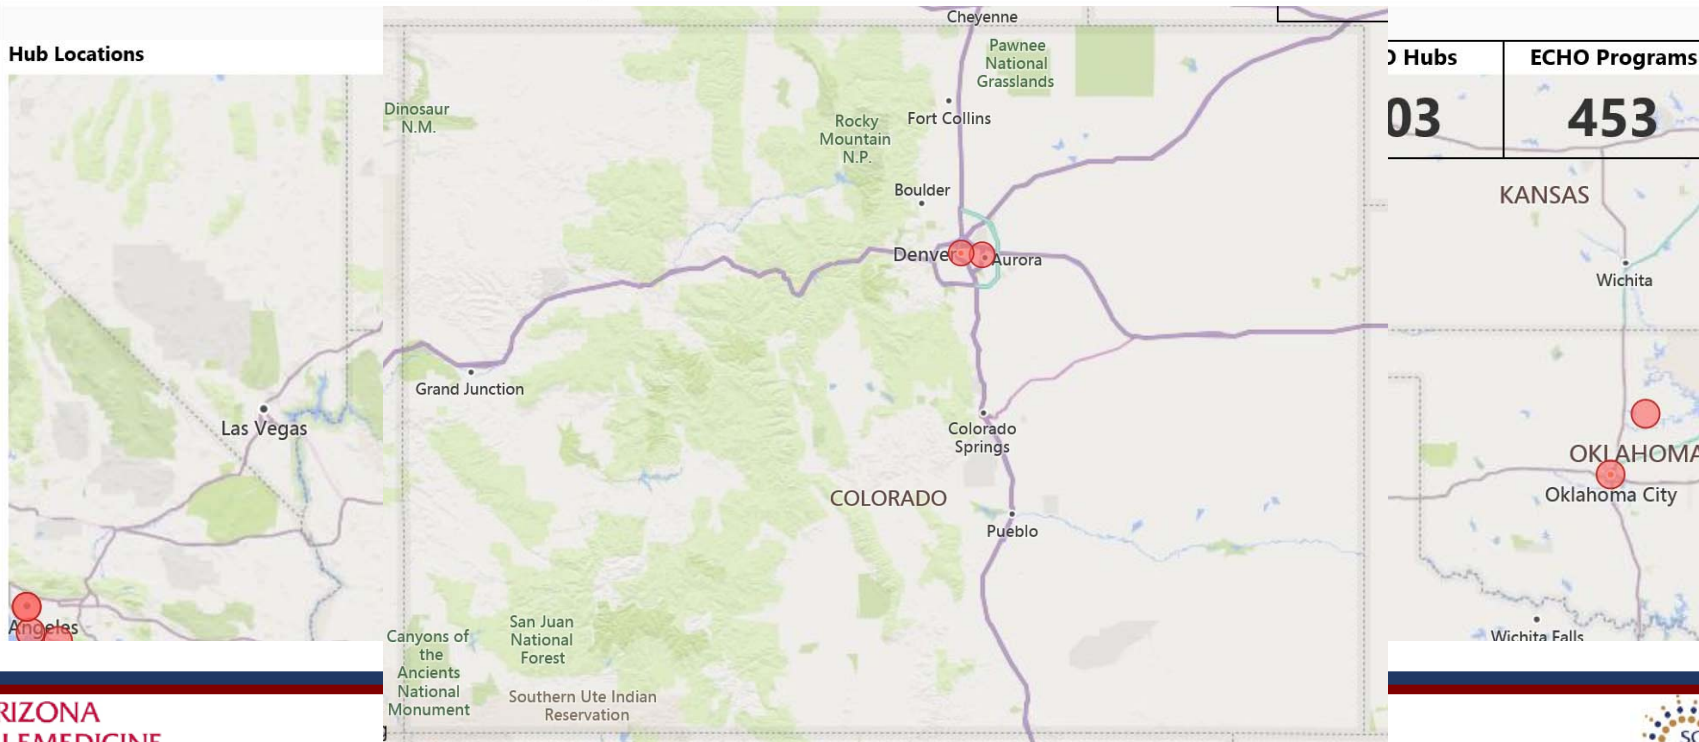 Hub Locations
Las Vegas
Angeles
RIZONA
Cheyenne
Pawnee
National
Grasslands
Dinosaur
N.M.
Fort Collins
Rocky
Mountain
N.P.
Boulder
Denver
Aurora
Grand Junction
Colorado
Springs
COLORADO
Pueblo
San Juan
National
Forest
Canyons of
the
Ancients
National
Monument
Southern Ute Indian
Reservation
Hubs
ECHO Programs
03
453
KANSAS
Wichita
OKLAHOMA
Oklahoma City
Wichita Falls